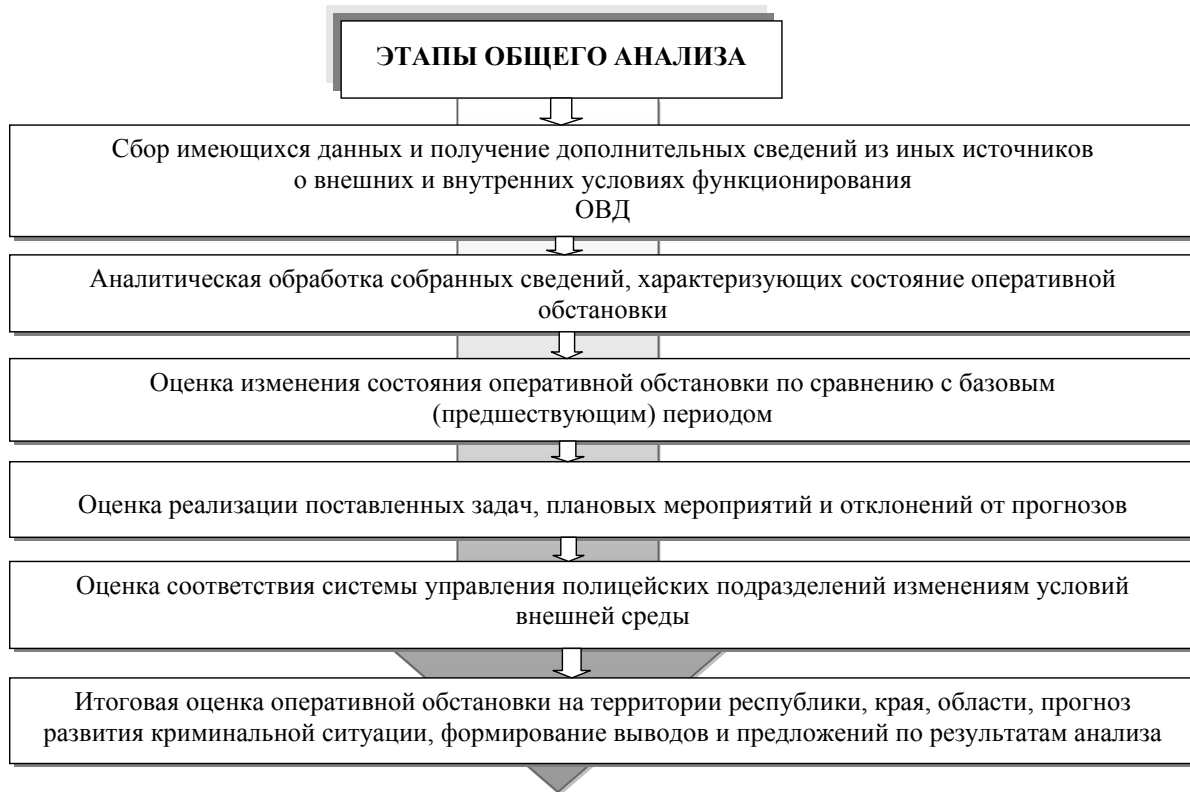 ЭТАПЫ ОБЩЕГО АНАЛИЗА
Сбор имеющихся данных и получение дополнительных сведений из иных источников
о внешних и внутренних условиях функционирования
ОВД
Аналитическая обработка собранных сведений, характеризующих состояние оперативной
обстановки
Оценка изменения состояния оперативной обстановки по сравнению с базовым
(предшествующим) периодом
Оценка реализации поставленных задач, плановых мероприятий и отклонений от прогнозов
Оценка соответствия системы управления полицейских подразделений изменениям условий
внешней среды
Итоговая оценка оперативной обстановки на территории республики, края, области, прогноз
развития криминальной ситуации, формирование выводов и предложений по результатам анализа